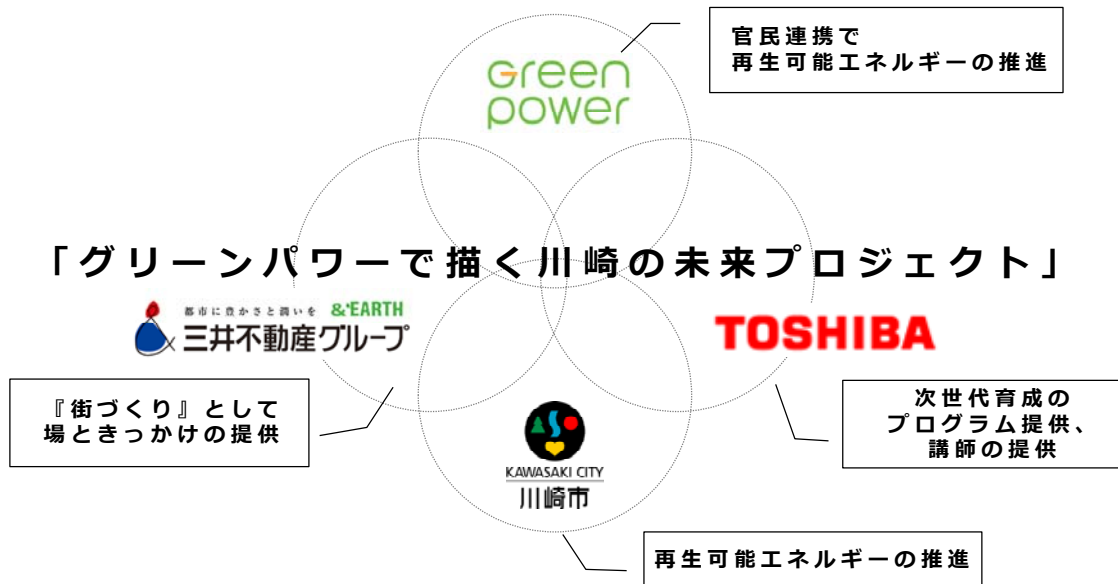 官民連携で
再生可能エネルギーの推進
Green
power
「グリーンパワーで描く川崎の未来プロジェクト」
都市に豊かさと潤いを &EARTH
三井不動産グループ
TOSHIBA
『街づくり』として
場ときっかけの提供
次世代育成の
プログラム提供、
講師の提供
KAWASAKI CITY
川崎市
再生可能エネルギーの推進